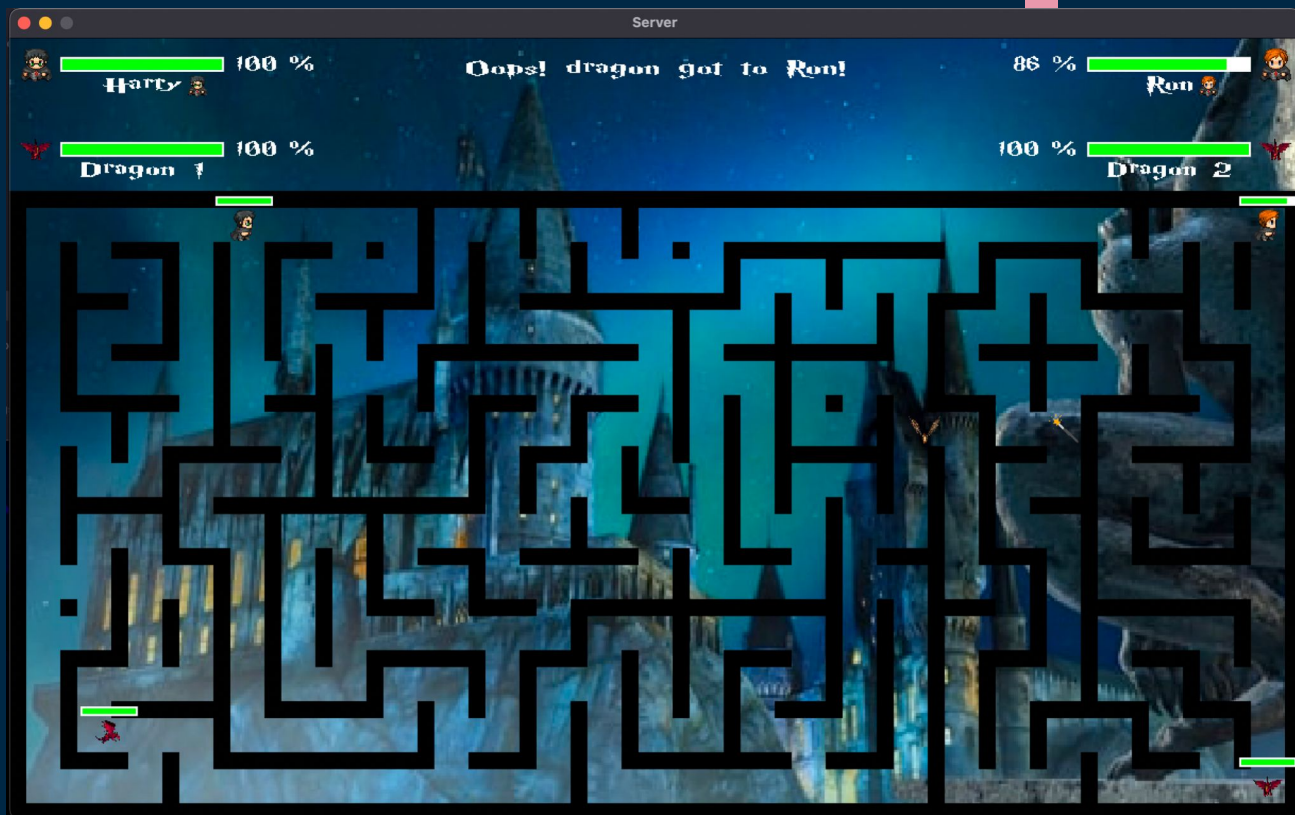 Server
100 %
Harry
Oops! dragon got to Ron!
86 %
Ron
100 %
Dragon 1
100 %
Dragon 2